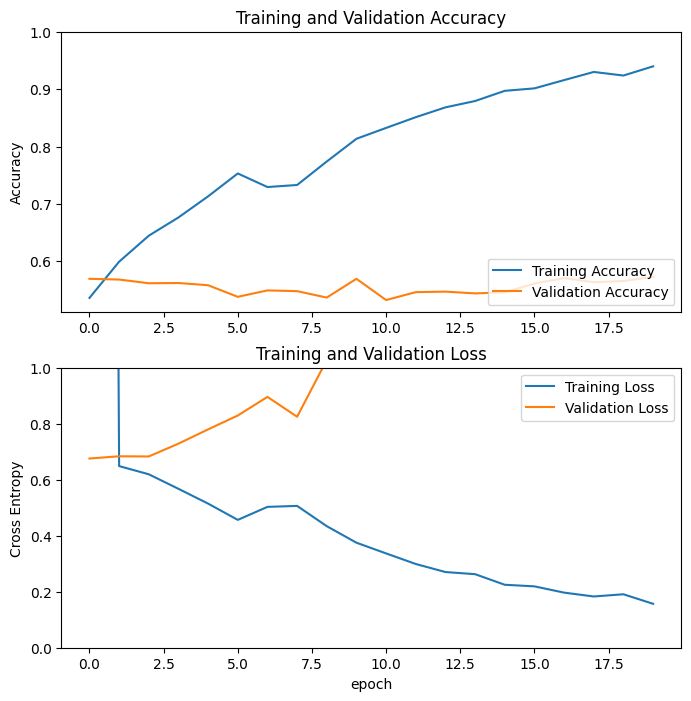 Training and Validation Accuracy
Accuracy
1.0
0.9
0.8
0.7
0.6
Training Accuracy
Validation Accuracy
0.0 2.5 5.0 7.5 10.0 12.5 15.0 17.5
Training and Validation Loss
Cross Entropy
1.0
0.8
0.6
0.4
0.2
0.0
Training Loss
Validation Loss
0.0 2.5 5.0 7.5 10.0 12.5 15.0 17.5
epoch